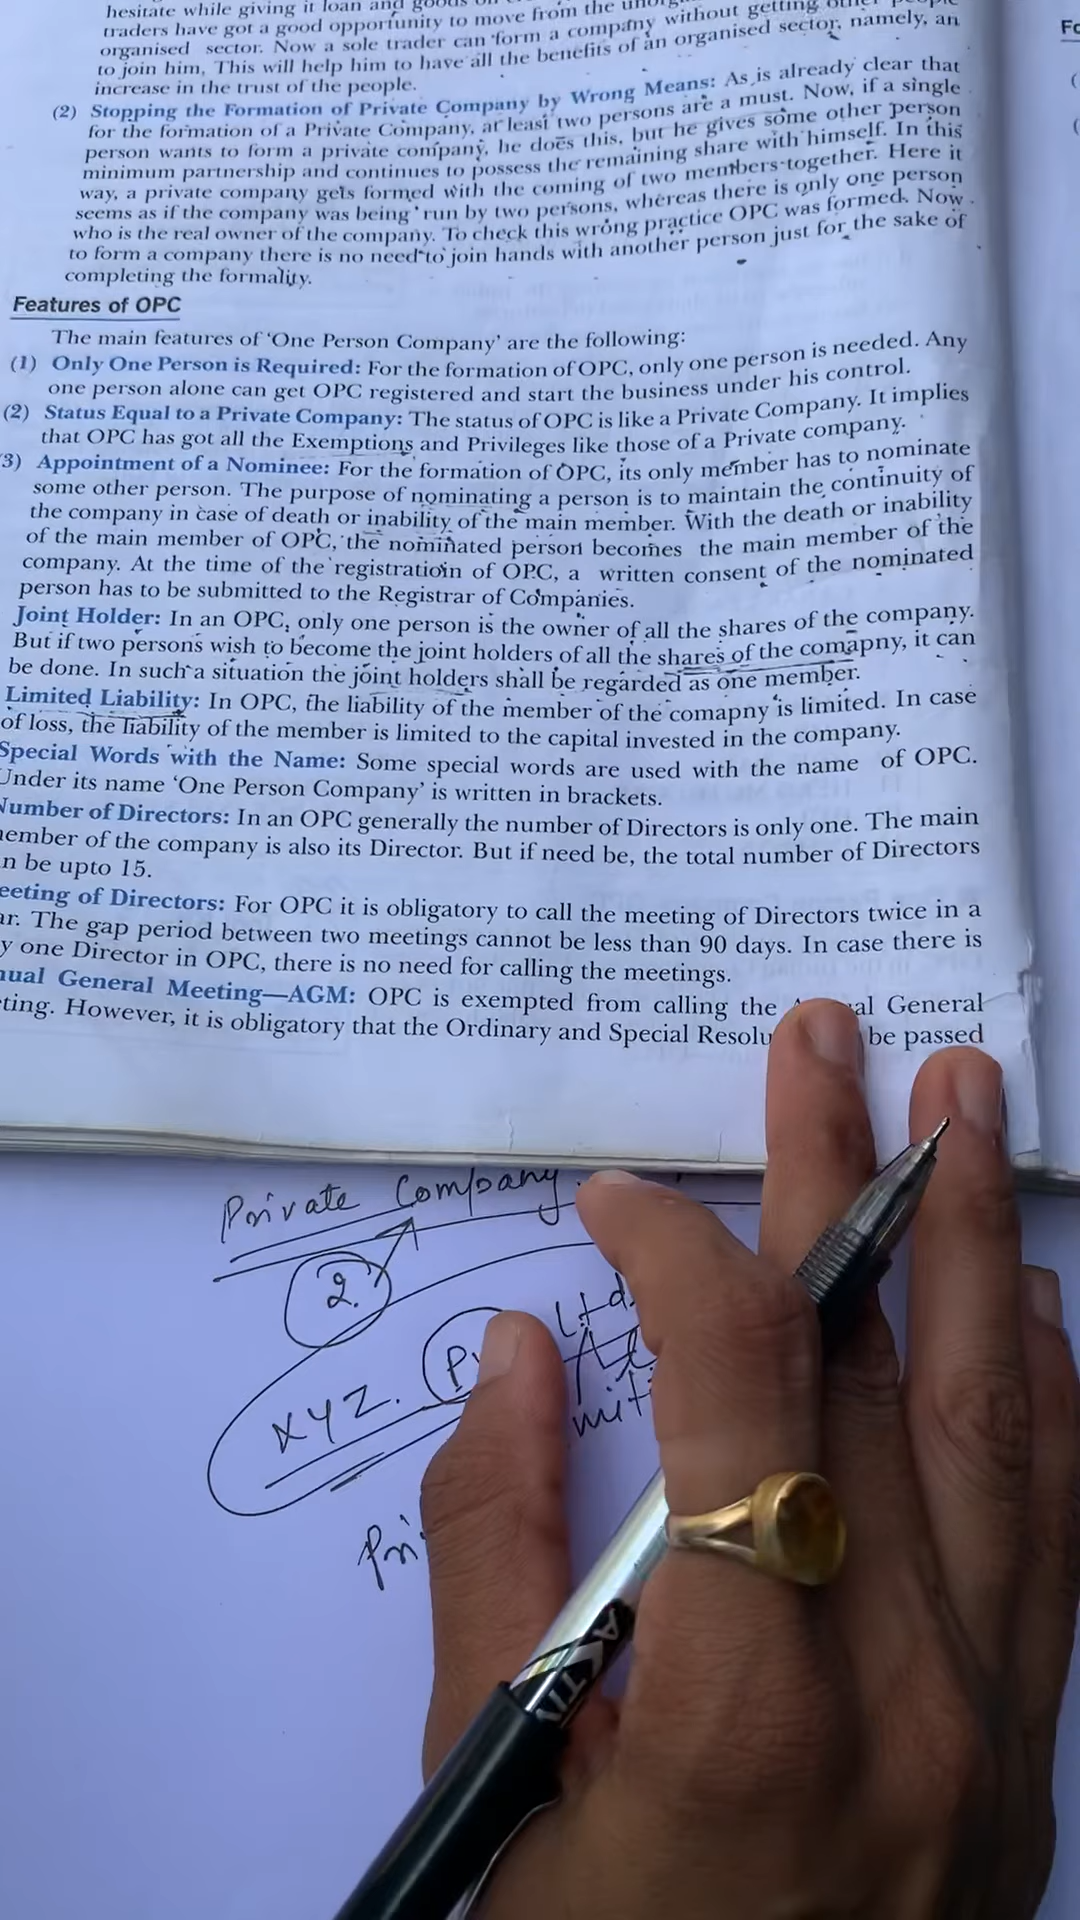 hesitate while giving it loan and goods on
traders have got a good opportunity to move from the
organised sector. Now a sole trader can form a company without getting other people
to join him, This will help him to have all the benefits of an organised sector, namely, an
increase in the trust of the people.
(2) Stopping the Formation of Private Company by Wrong Means: As is already clear that
for the formation of a Private Company, at least two persons are a must. Now, if a single
person wants to form a private company, he does this, but he gives some other person
minimum partnership and continues to possess the remaining share with himself. In this
way, a private company gets formed with the coming of two members together. Here it
seems as if the company was being run by two persons, whereas there is only one person
who is the real owner of the company. To check this wrong practice OPC was formed. Now
to form a company there is no need to join hands with another person just for the sake of
completing the formality.
Features of OPC
The main features of 'One Person Company' are the following:
(1) Only One Person is Required: For the formation of OPC, only one person is needed. Any
one person alone can get OPC registered and start the business under his control.
(2) Status Equal to a Private Company: The status of OPC is like a Private Company. It implies
that OPC has got all the Exemptions and Privileges like those of a Private company.
3) Appointment of a Nominee: For the formation of OPC, its only member has to nominate
some other person. The purpose of nominating a person is to maintain the continuity of
the company in case of death or inability of the main member. With the death or inability
of the main member of OPC, the nominated person becomes the main member of the
company. At the time of the registratioin of OPC, a written consent of the nominated
person has to be submitted to the Registrar of Companies.
Joint Holder: In an OPC, only one person is the owner of all the shares of the company.
But if two persons wish to become the joint holders of all the shares of the comapny, it can
be done. In such a situation the joint holders shall be regarded as one member.
Limited Liability: In OPC, the liability of the member of the comapny is limited. In case
of loss, the liability of the member is limited to the capital invested in the company.
Special Words with the Name: Some special words are used with the name of OPC.
Under its name 'One Person Company' is written in brackets.
Number of Directors: In an OPC generally the number of Directors is only one. The main
ember of the company is also its Director. But if need be, the total number of Directors
n be upto 15.
eeting of Directors: For OPC it is obligatory to call the meeting of Directors twice in a
ar. The gap period between two meetings cannot be less than 90 days. In case there is
y one Director in OPC, there is no need for calling the meetings.
ual General Meeting—AGM: OPC is exempted from calling the al General
ting. However, it is obligatory that the Ordinary and Special Resolu be passed
Private Company
2.
XYZ. Ltd.
mit
Pri
AKTIV
Fo